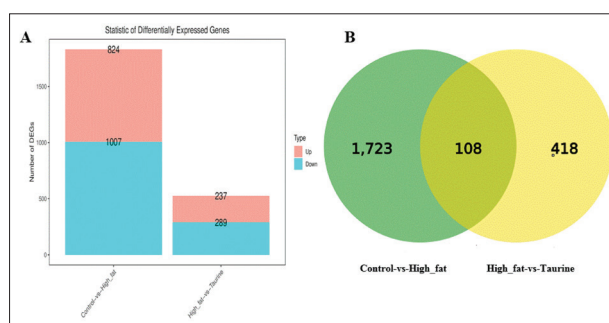 A
Statistic of Differentially Expressed Genes
Number of DEGs
1500
1000
500
0
824
1007
237
289
Control-vs-High_fat
High_fat-vs-Taurine
Type
Up
Down
B
1,723
108
418
Control-vs-High_fat
High_fat-vs-Taurine